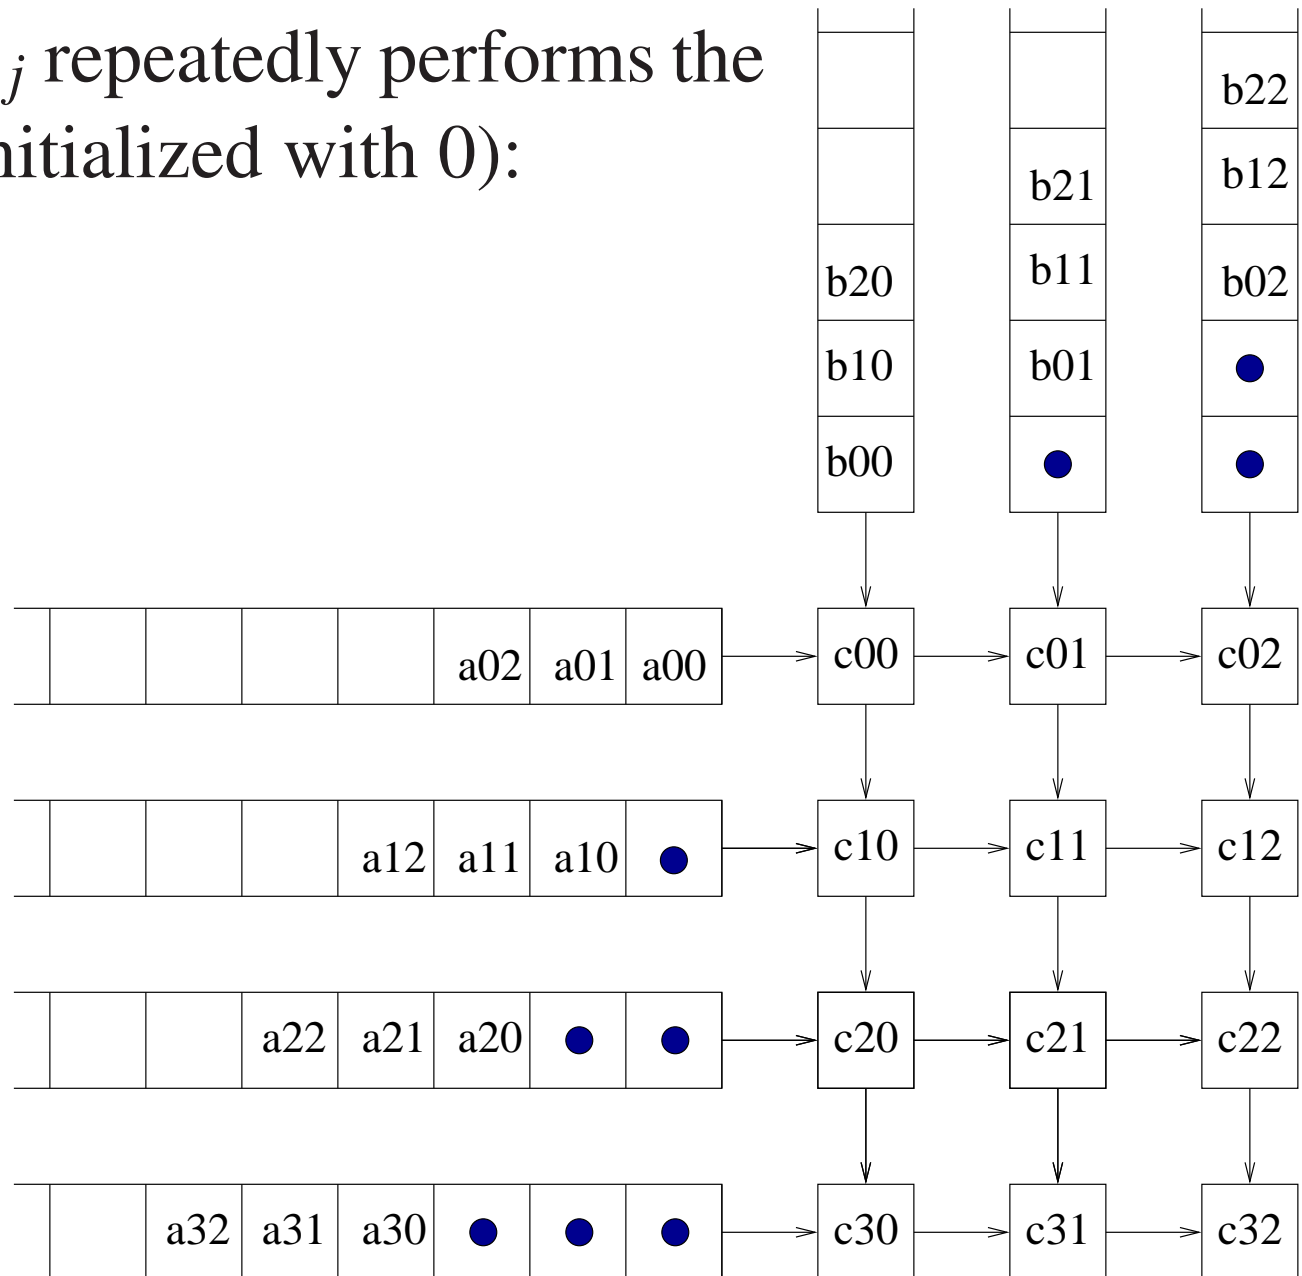 j repeatedly performs the
nitialized with 0):
b22
b21 b12
b20 b11 b02
b10 b01
b00
a02 a01 a00 c00 c01 c02
a12 a11 a10 c10 c11 c12
a22 a21 a20 c20 c21 c22
a32 a31 a30 c30 c31 c32